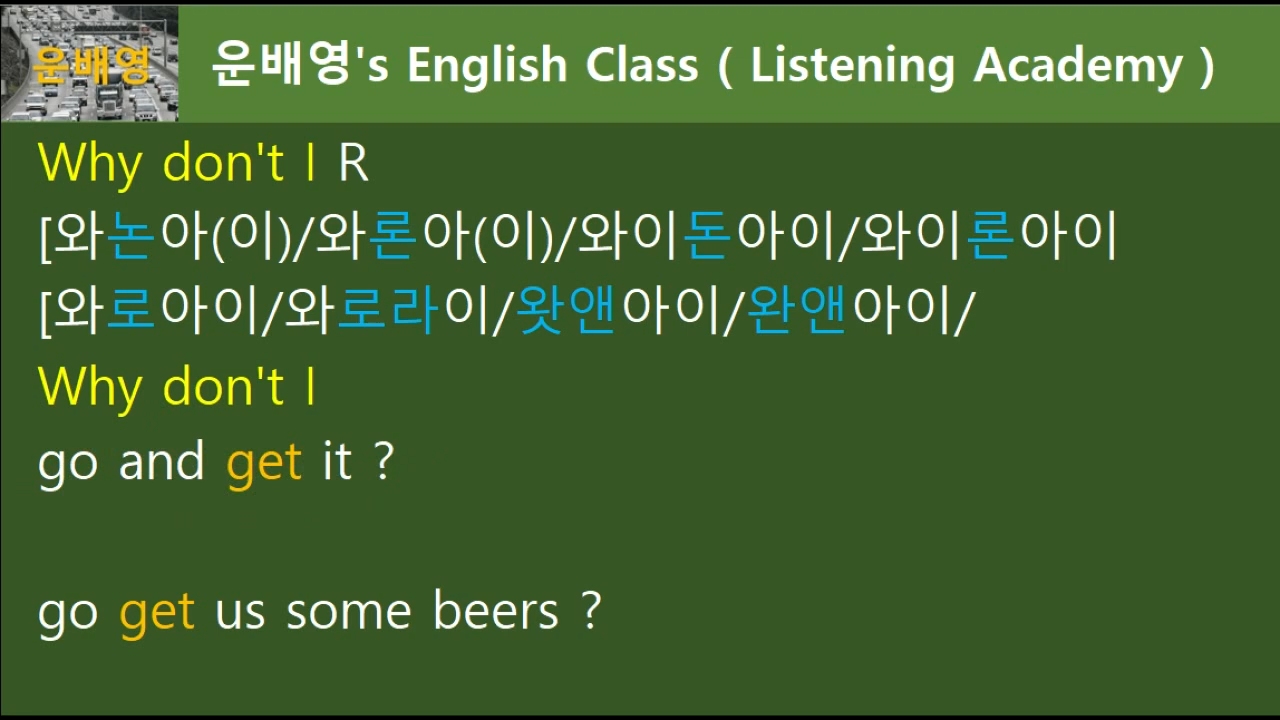 운배영
운배영's English Class ( Listening Academy )
Why don't I R
[와논아(이)/와론아(이)/와이돈아이/와이론아이
[와로아이/와로라이/왓앤아이/완앤아이/
Why don't I
go and get it ?
go get us some beers ?